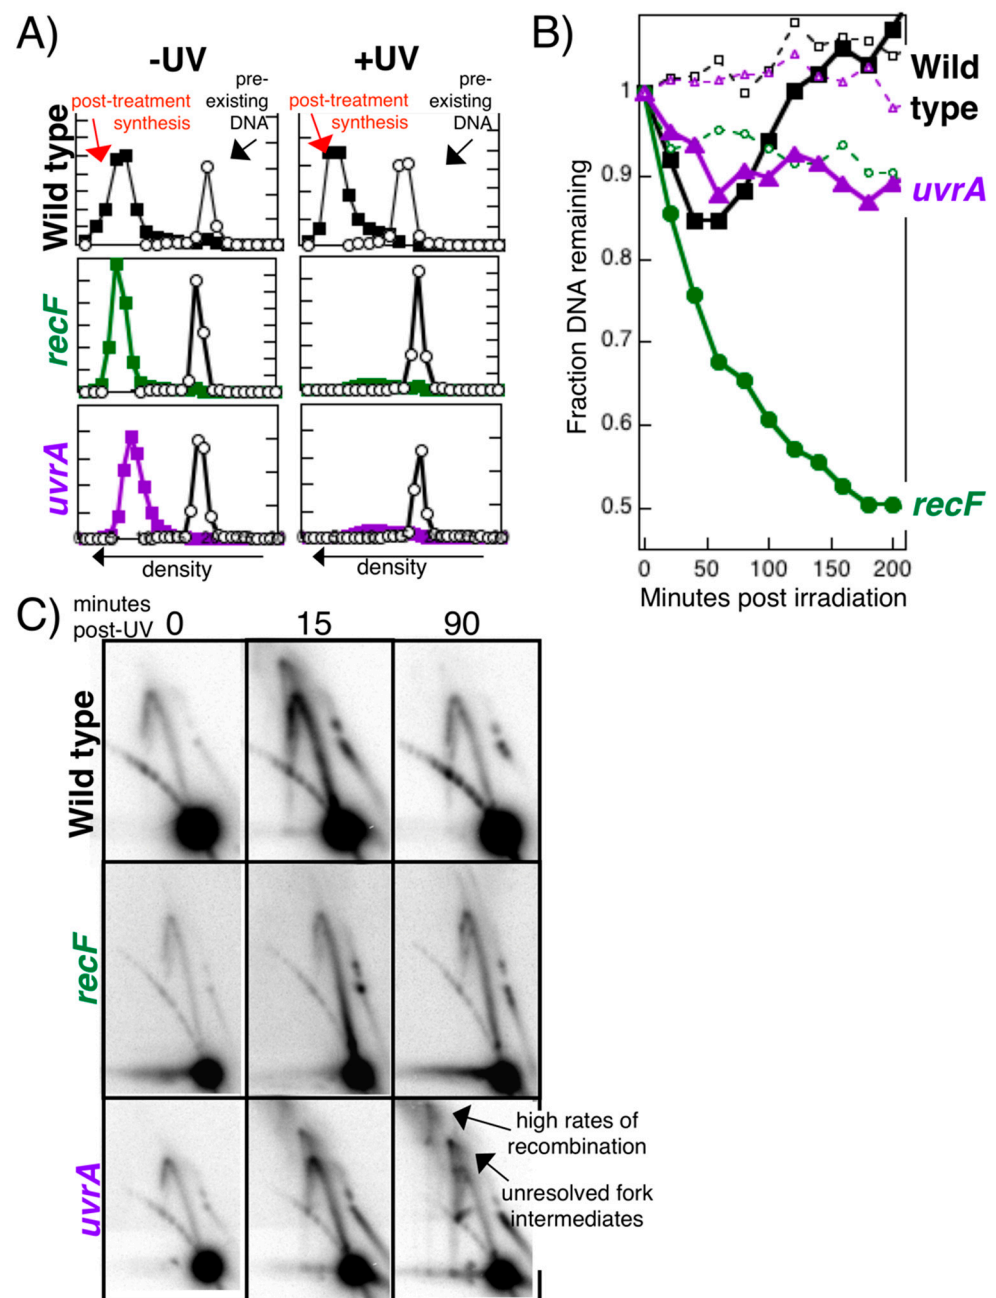 A)
-UV
+UV
post-treatment
synthesis
pre-
existing
DNA
post-treatment
synthesis
pre-
existing
DNA
Wild type
recF
uvrA
density
density
B)
Fraction DNA remaining
1
0.9
0.8
0.7
0.6
0.5
0
50
100
150
200
Minutes post irradiation
Wild
type
uvrA
recF
C)
minutes
post-UV
0
15
90
Wild type
recF
uvrA
high rates of
recombination
unresolved fork
intermediates